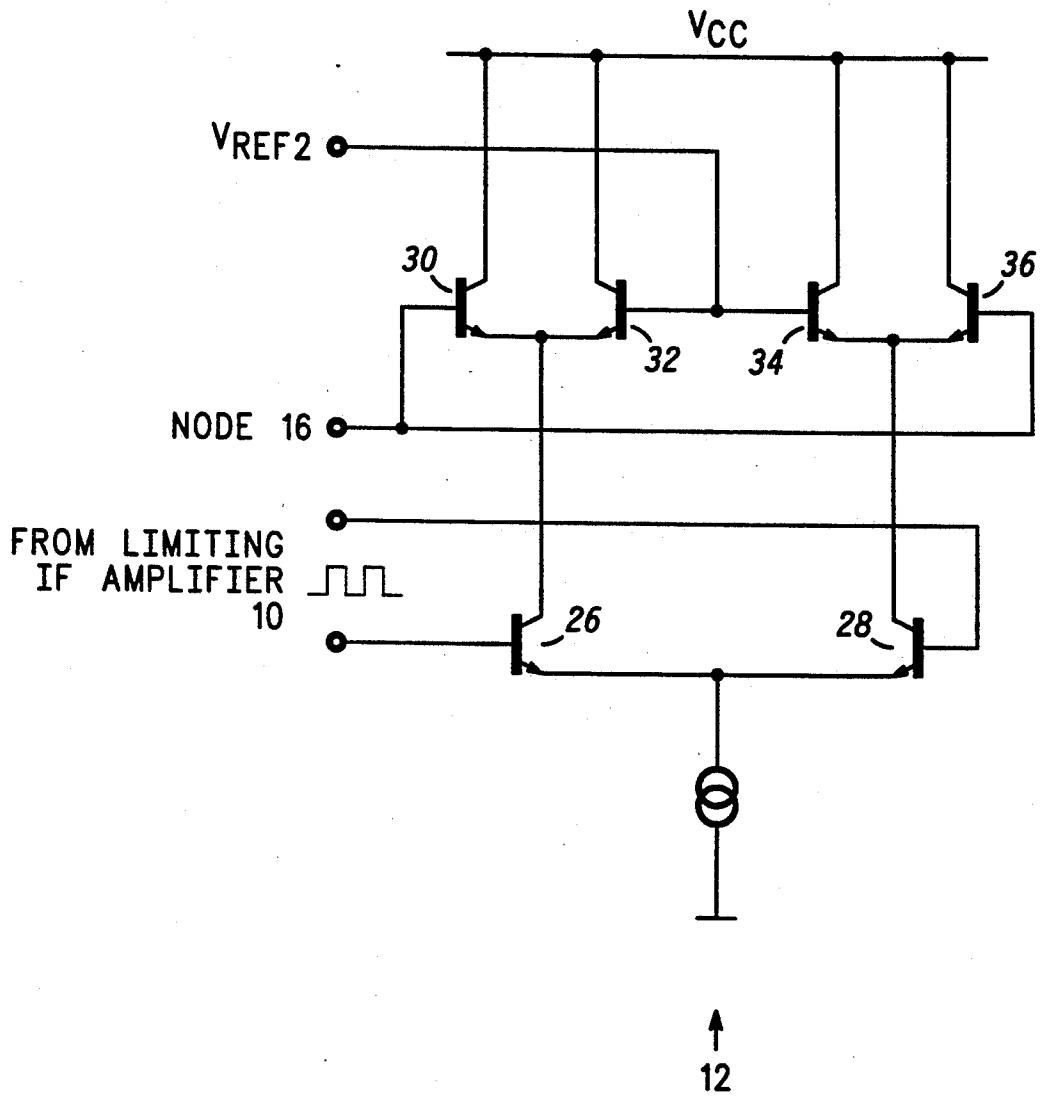 VCC
VREF2
30
32
34
36
NODE 16
FROM LIMITING
IF AMPLIFIER
10
26
28
12